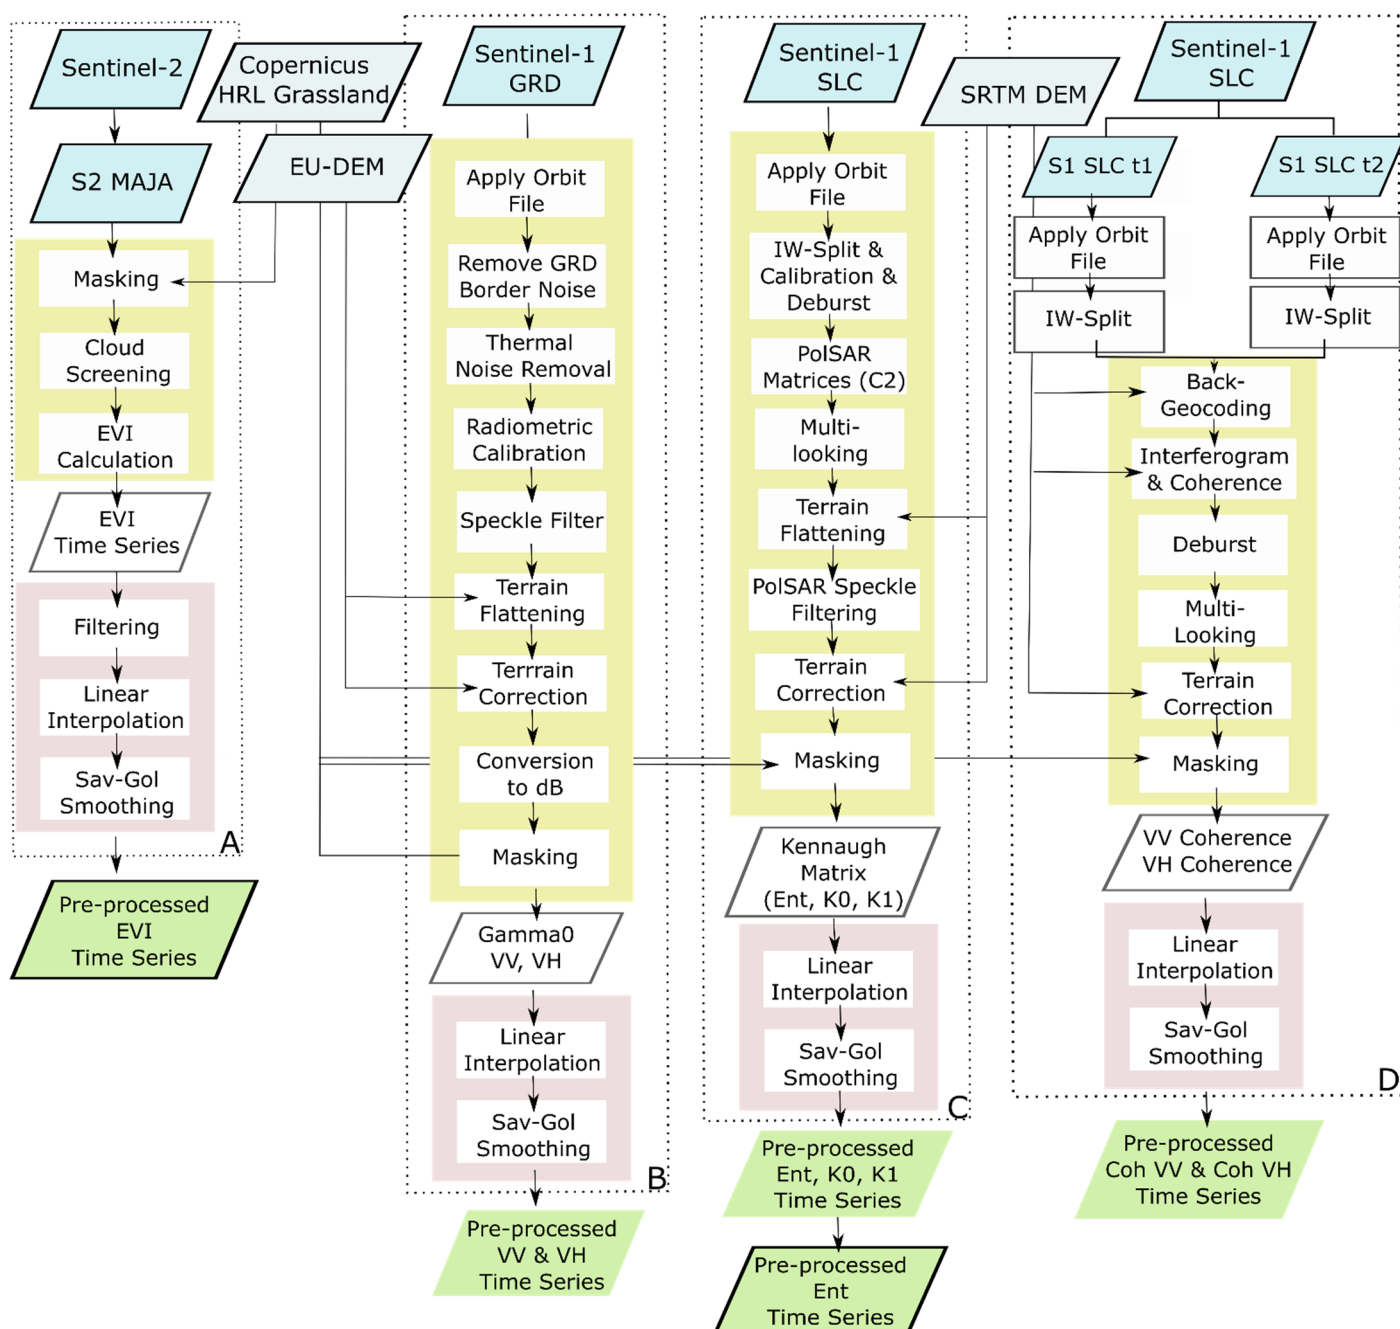 Sentinel-2
S2 MAJA
Masking
Cloud
Screening
EVI
Calculation
EVI
Time Series
Filtering
Linear
Interpolation
Sav-Gol
Smoothing
A
Pre-processed
EVI
Time Series
Copernicus
HRL Grassland
EU-DEM
Sentinel-1
GRD
Apply Orbit
File
Remove GRD
Border Noise
Thermal
Noise Removal
Radiometric
Calibration
Speckle Filter
Terrain
Flattening
Terrrain
Correction
Conversion
to dB
Masking
Gamma0
VV, VH
Linear
Interpolation
Sav-Gol
Smoothing
B
Pre-processed
VV & VH
Time Series
Sentinel-1
SLC
Apply Orbit
File
IW-Split &
Calibration &
Deburst
PolSAR
Matrices (C2)
Multi-
looking
Terrain
Flattening
PolSAR Speckle
Filtering
Terrain
Correction
Masking
Kennaugh
Matrix
(Ent, K0, K1)
Linear
Interpolation
Sav-Gol
Smoothing
C
Pre-processed
Ent, K0, K1
Time Series
Pre-processed
Ent
Time Series
SRTM DEM
Sentinel-1
SLC
S1 SLC t1
Apply Orbit
File
IW-Split
S1 SLC t2
Apply Orbit
File
IW-Split
Back-
Geocoding
Interferogram
& Coherence
Deburst
Multi-
Looking
Terrain
Correction
Masking
VV Coherence
VH Coherence
Linear
Interpolation
Sav-Gol
Smoothing
D
Pre-processed
Coh VV & Coh VH
Time Series